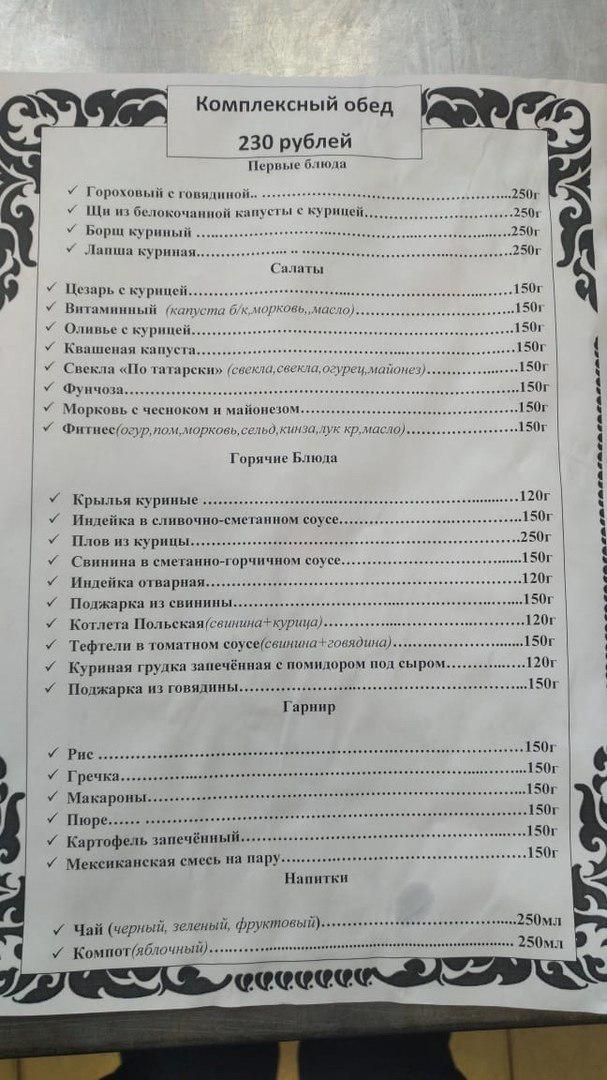 Комплексный обед
230 рублей
Первые блюда
✓ Гороховый с говядиной.. ……………………………………...250г
✓ Щи из белокочанной капусты с курицей……………………...250г
✓ Борщ куриный …………………………………………………250г
✓ Лапша куриная……………….... .. ……………………………..250г
Салаты
✓ Цезарь с курицей………………………………………...……150г
✓ Витаминный (капуста б/к,морковь,,масло)……………………..150г
✓ Оливье с курицей………………………………………………150г
✓ Квашеная капуста………………………...……………………150г
✓ Свекла «По татарски» (свекла,свекла,огурец,майонез)……...…150г
✓ Фунчоза…………………………………………………………..150г
✓ Морковь с чесноком и майонезом……………………………..150г
✓ Фитнес(огур,пом,морковь,сельд,кинза,лук кр,масло)…………..150г
Горячие Блюда
✓ Крылья куриные ………………………………………........…120г
✓ Индейка в сливочно-сметанном соусе………………………..150г
✓ Плов из курицы…………………………………………………250г
✓ Свинина в сметанно-горчичном соусе…………………….....150г
✓ Индейка отварная………………………………………………120г
✓ Поджарка из свинины…………………………………...…....150г
✓ Котлета Польская(свинина+курица)…………………...………120г
✓ Тефтели в томатном соусе(свинина+говядина)……………......150г
✓ Куриная грудка запечённая с помидором под сыром………..…120г
✓ Поджарка из говядины…………………...……………………..150г
Гарнир
✓ Рис ………………………………………………………………150г
✓ Гречка………...…………………………………………...……..150г
✓ Макароны………………………………………………………..150г
✓ Пюре…… ………………………………………………………150г
✓ Картофель запечённый…………………………………………150г
✓ Мексиканская смесь на пару……………………………………150г
Напитки
✓ Чай (черный, зеленый, фруктовый)……………………….....250мл
✓ Компот(яблочный)………………………………………… 250мл